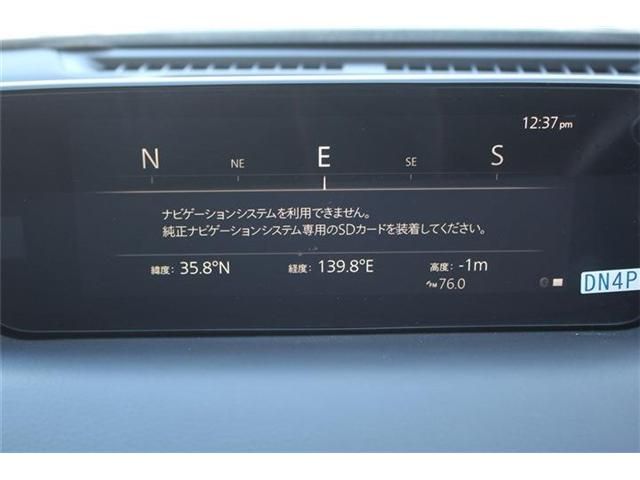 12:37pm
N NE E SE S
ナビゲーションシステムを利用できません。
純正ナビゲーションシステム専用のSDカードを装着してください。
緯度: 35.8°N 経度: 139.8°E 高度: -1m
FM 76.0
DN4P